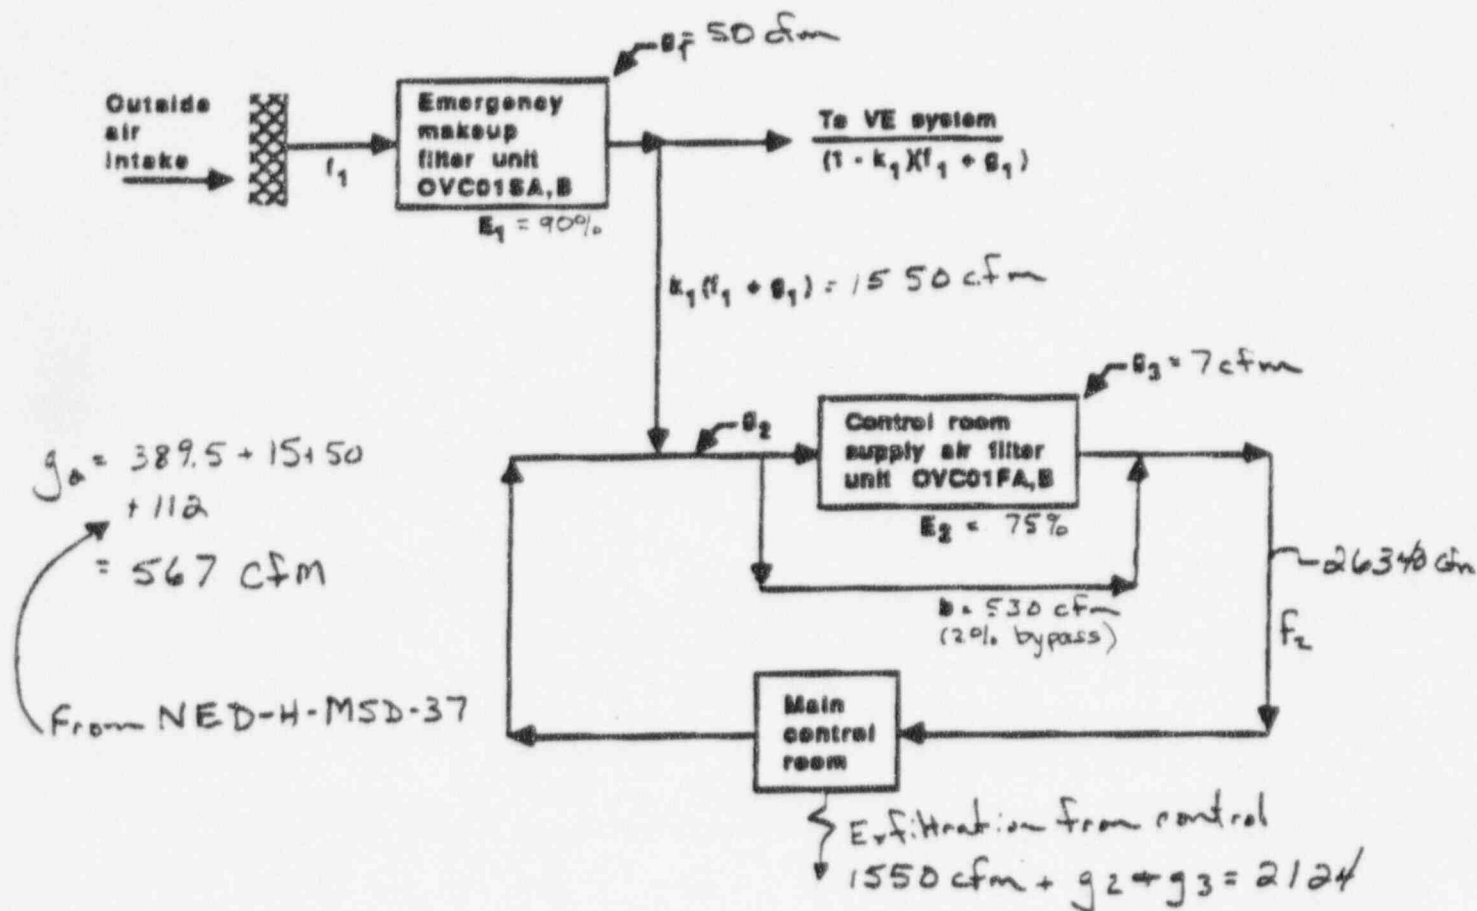 g₁ = 50 cfm
Outside
air
intake
f₁
Emergency
makeup
filter unit
OVC01SA,B
E₁ = 90%
To VE system
(1 - k₁)(f₁ + g₁)
k₁(f₁ + g₁) = 1550 cfm
g₃ = 7 cfm
g₂
Control room
supply air filter
unit OVC01FA,B
E₂ = 75%
g₂ = 389.5 + 15 + 50
+ 112
= 567 cfm
b = 530 cfm
(2% bypass)
26340 cfm
f₂
From NED-H-MSD-37
Main
control
room
Exfiltration from control
1550 cfm + g2 + g3 = 2124